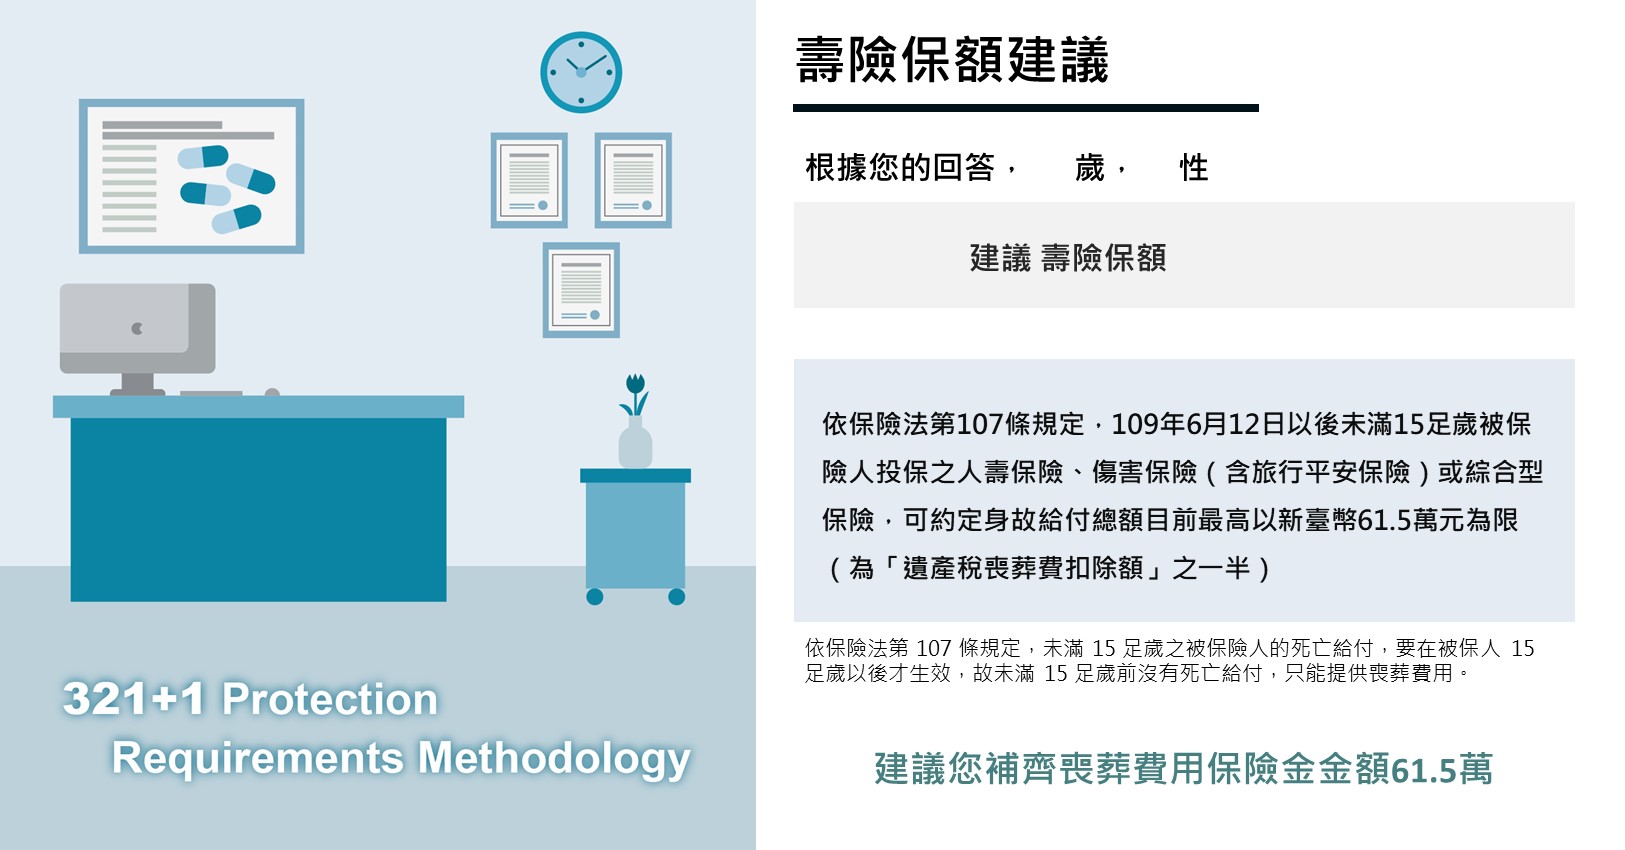 壽險保額建議
根據您的回答， 歲， 性
建議 壽險保額
依保險法第107條規定，109年6月12日以後未滿15足歲被保
險人投保之人壽保險、傷害保險（含旅行平安保險）或綜合型
保險，可約定身故給付總額目前最高以新臺幣61.5萬元為限
（為「遺產稅喪葬費扣除額」之一半）
依保險法第 107 條規定，未滿 15 足歲之被保險人的死亡給付，要在被保人 15
足歲以後才生效，故未滿 15 足歲前沒有死亡給付，只能提供喪葬費用。
建議您補齊喪葬費用保險金金額61.5萬
321+1 Protection
Requirements Methodology